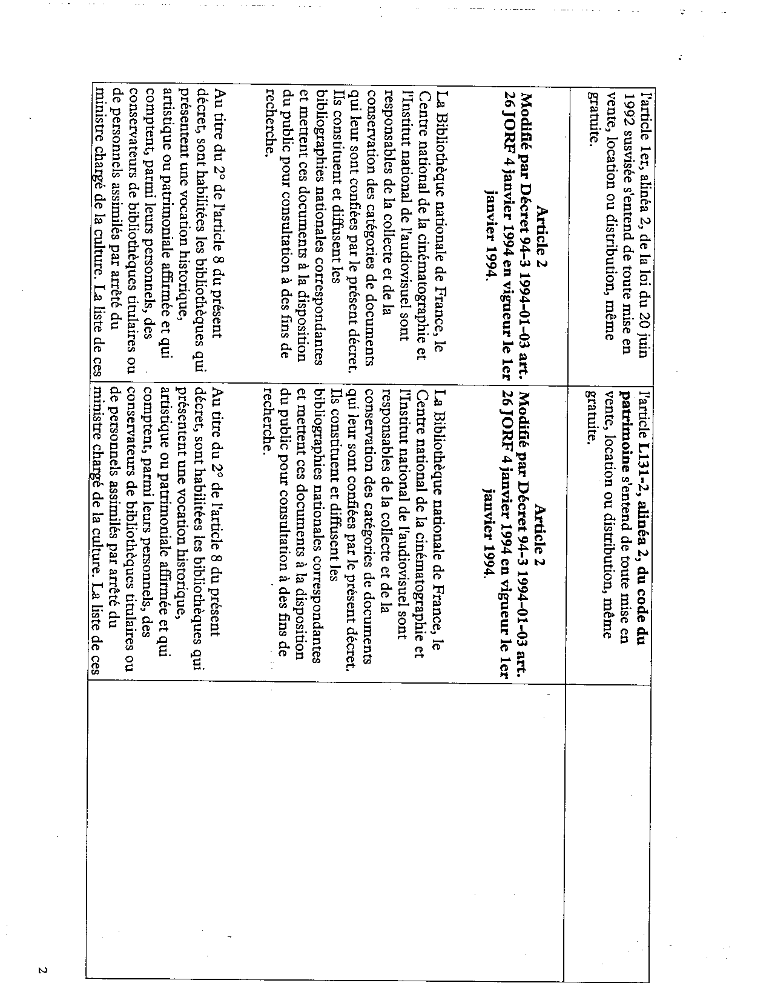 l'article 1er, alinéa 2, de la loi du 20 juin
1992 susvisée s'entend de toute mise en
vente, location ou distribution, même
gratuite.
l'article L131-2, alinéa 2, du code du
patrimoine s'entend de toute mise en
vente, location ou distribution, même
gratuite.
Article 2
Modifié par Décret 94-3 1994-01-03 art.
26 JORF 4 janvier 1994 en vigueur le 1er
janvier 1994.
La Bibliothèque nationale de France, le
Centre national de la cinématographie et
l'Institut national de l'audiovisuel sont
responsables de la collecte et de la
conservation des catégories de documents
qui leur sont confiées par le présent décret.
Ils constituent et diffusent les
bibliographies nationales correspondantes
et mettent ces documents à la disposition
du public pour consultation à des fins de
recherche.
Au titre du 2° de l'article 8 du présent
décret, sont habilitées les bibliothèques qui
présentent une vocation historique,
artistique ou patrimoniale affirmée et qui
comptent, parmi leurs personnels, des
conservateurs de bibliothèques titulaires ou
de personnels assimilés par arrêté du
ministre chargé de la culture. La liste de ces
Article 2
Modifié par Décret 94-3 1994-01-03 art.
26 JORF 4 janvier 1994 en vigueur le 1er
janvier 1994.
La Bibliothèque nationale de France, le
Centre national de la cinématographie et
l'Institut national de l'audiovisuel sont
responsables de la collecte et de la
conservation des catégories de documents
qui leur sont confiées par le présent décret.
Ils constituent et diffusent les
bibliographies nationales correspondantes
et mettent ces documents à la disposition
du public pour consultation à des fins de
recherche.
Au titre du 2° de l'article 8 du présent
décret, sont habilitées les bibliothèques qui
présentent une vocation historique,
artistique ou patrimoniale affirmée et qui
comptent, parmi leurs personnels, des
conservateurs de bibliothèques titulaires ou
de personnels assimilés par arrêté du
ministre chargé de la culture. La liste de ces
2